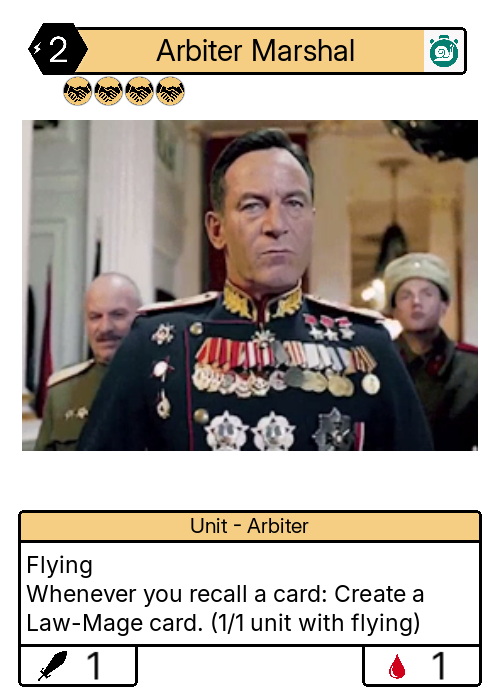 2
Arbiter Marshal
Unit - Arbiter
Flying
Whenever you recall a card: Create a
Law-Mage card. (1/1 unit with flying)
1
1